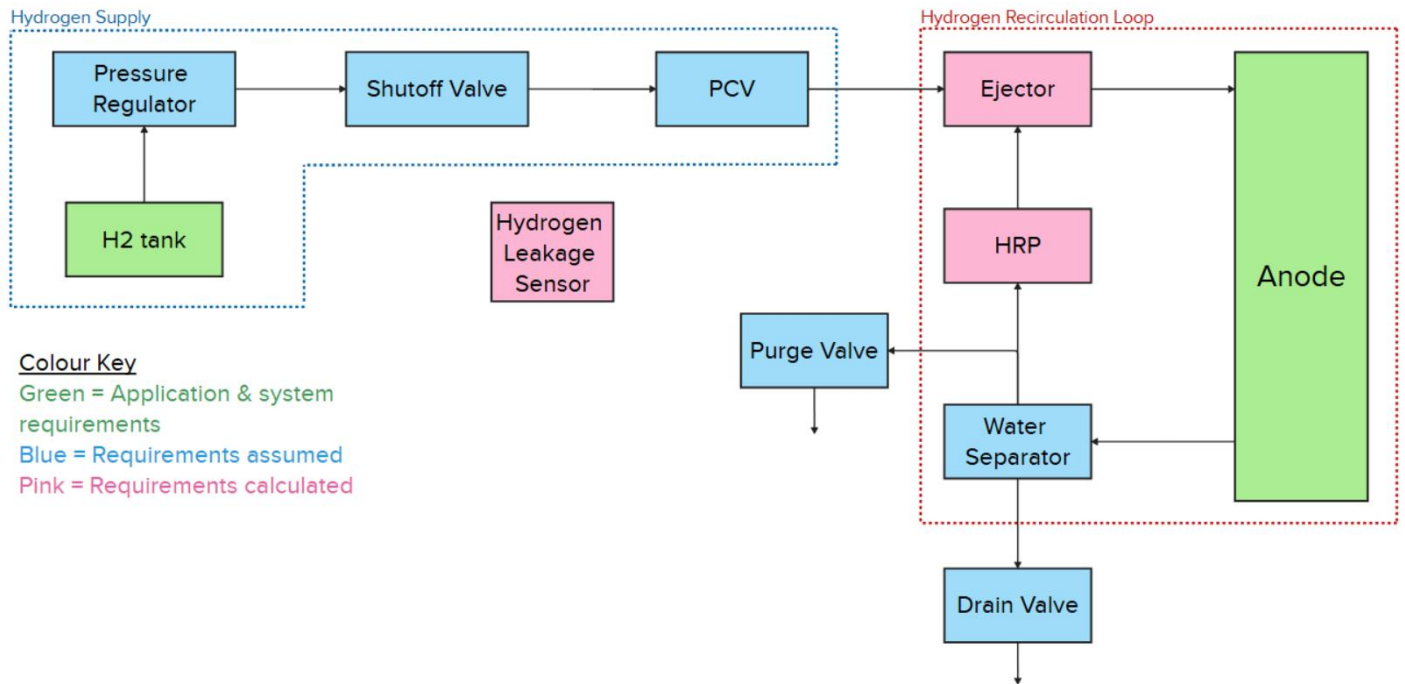 Hydrogen Supply
Hydrogen Recirculation Loop
Pressure
Regulator
Shutoff Valve
PCV
Ejector
H2 tank
Hydrogen
Leakage
Sensor
HRP
Anode
Purge Valve
Colour Key
Green = Application & system
requirements
Blue = Requirements assumed
Pink = Requirements calculated
Water
Separator
Drain Valve